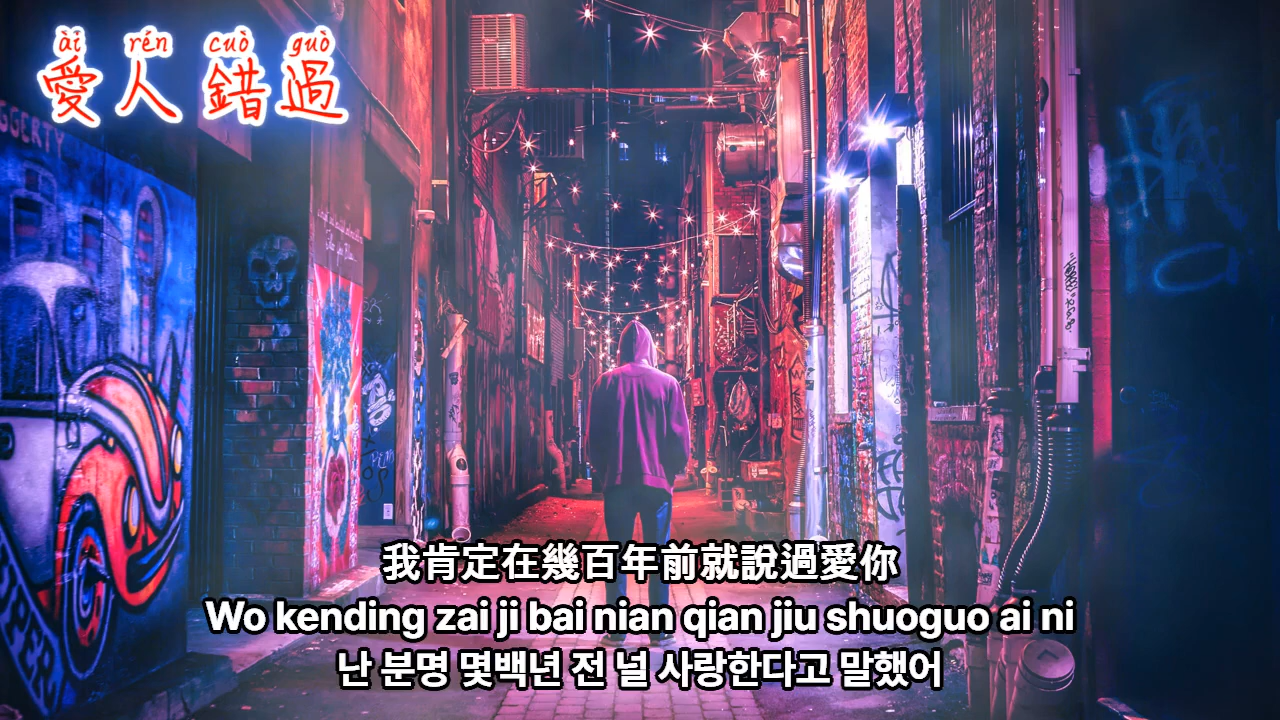 ài rén cuò guò
愛人錯過
GGERTY
我肯定在幾百年前就說過愛你
Wo kending zai ji bai nian qian jiu shuoguo ai ni
난 분명 몇백년 전 널 사랑한다고 말했어